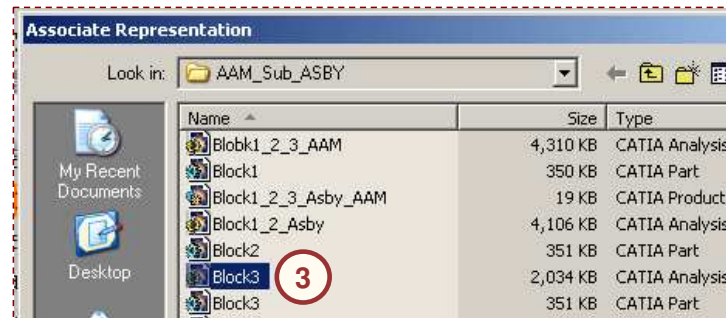 Associate Representation
Look in: AAM_Sub_ASBY
Name Size Type
Blobk1_2_3_AAM 4,310 KB CATIA Analysis
Block1 350 KB CATIA Part
Block1_2_3_Asby_AAM 19 KB CATIA Product
Block1_2_Asby 4,106 KB CATIA Analysis
Block2 351 KB CATIA Part
Block3 3 2,034 KB CATIA Analysis
Block3 351 KB CATIA Part
My Recent
Documents
Desktop